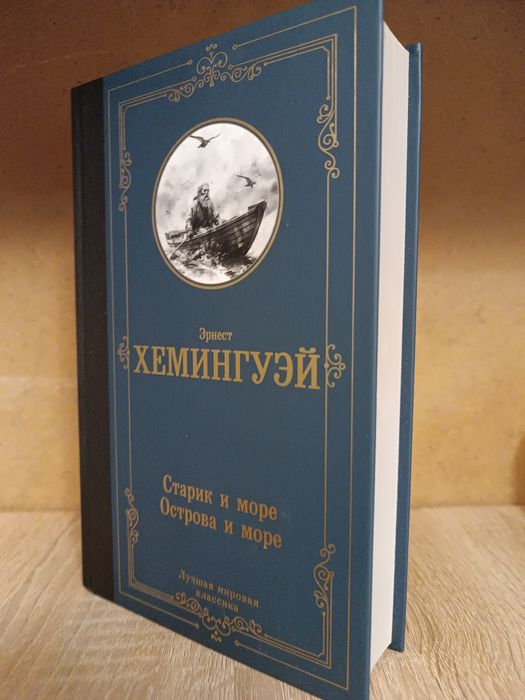 Эрнест
ХЕМИНГУЭЙ
Старик и море
Острова и море
Лучшая мировая
классика